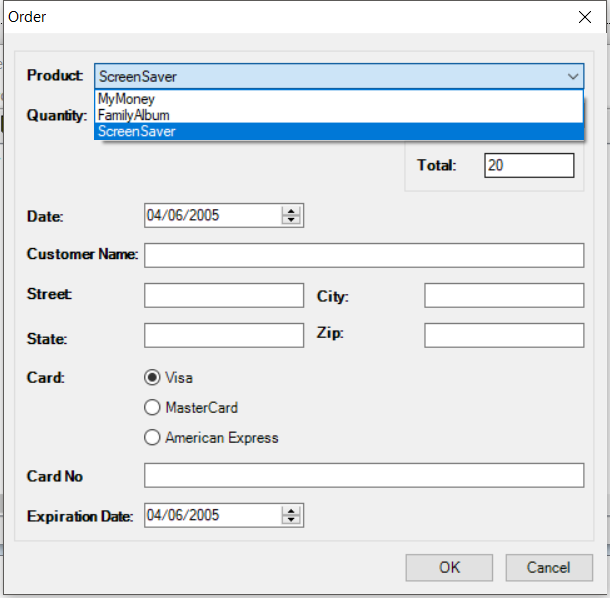 Order
Product: ScreenSaver
MyMoney
Quantity: FamilyAlbum
ScreenSaver
Total: 20
Date: 04/06/2005
Customer Name:
Street: City:
State: Zip:
Card: Visa
MasterCard
American Express
Card No
Expiration Date: 04/06/2005
OK Cancel